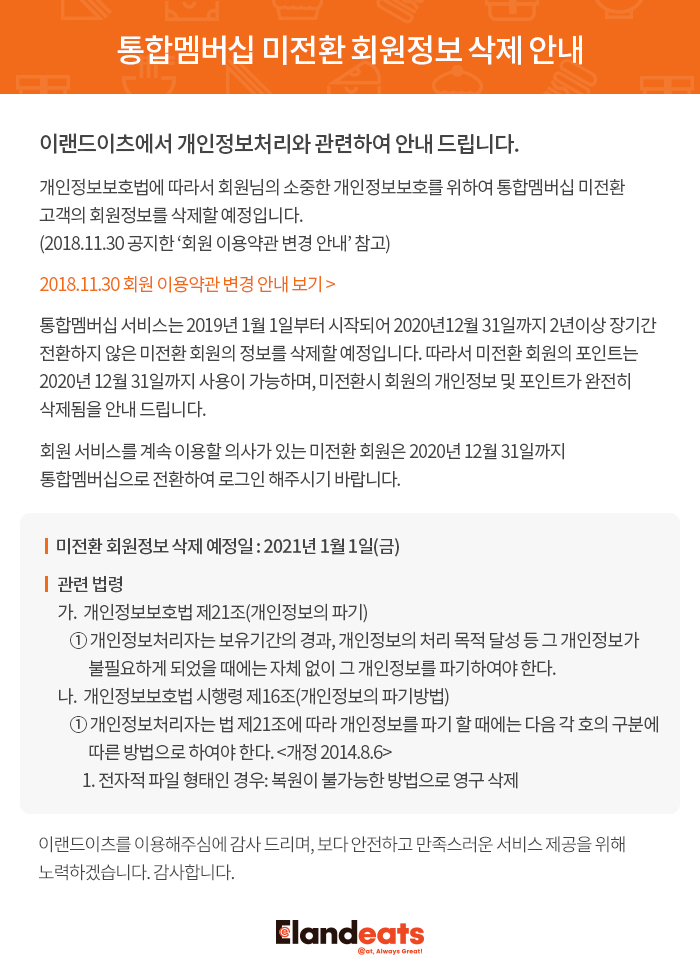 통합멤버십 미전환 회원정보 삭제 안내
이랜드이츠에서 개인정보처리와 관련하여 안내 드립니다.
개인정보보호법에 따라서 회원님의 소중한 개인정보보호를 위하여 통합멤버십 미전환
고객의 회원정보를 삭제할 예정입니다.
(2018.11.30 공지한 ‘회원 이용약관 변경 안내’ 참고)
2018.11.30 회원 이용약관 변경 안내 보기 >
통합멤버십 서비스는 2019년 1월 1일부터 시작되어 2020년12월 31일까지 2년이상 장기간
전환하지 않은 미전환 회원의 정보를 삭제할 예정입니다. 따라서 미전환 회원의 포인트는
2020년 12월 31일까지 사용이 가능하며, 미전환시 회원의 개인정보 및 포인트가 완전히
삭제됨을 안내 드립니다.
회원 서비스를 계속 이용할 의사가 있는 미전환 회원은 2020년 12월 31일까지
통합멤버십으로 전환하여 로그인 해주시기 바랍니다.
미전환 회원정보 삭제 예정일 : 2021년 1월 1일(금)
관련 법령
가. 개인정보보호법 제21조(개인정보의 파기)
① 개인정보처리자는 보유기간의 경과, 개인정보의 처리 목적 달성 등 그 개인정보가
불필요하게 되었을 때에는 지체 없이 그 개인정보를 파기하여야 한다.
나. 개인정보보호법 시행령 제16조(개인정보의 파기방법)
① 개인정보처리자는 법 제21조에 따라 개인정보를 파기 할 때에는 다음 각 호의 구분에
따른 방법으로 하여야 한다. <개정 2014.8.6>
1. 전자적 파일 형태인 경우: 복원이 불가능한 방법으로 영구 삭제
이랜드이츠를 이용해주심에 감사 드리며, 보다 안전하고 만족스러운 서비스 제공을 위해
노력하겠습니다. 감사합니다.
Elandeats
@at, Always Great!